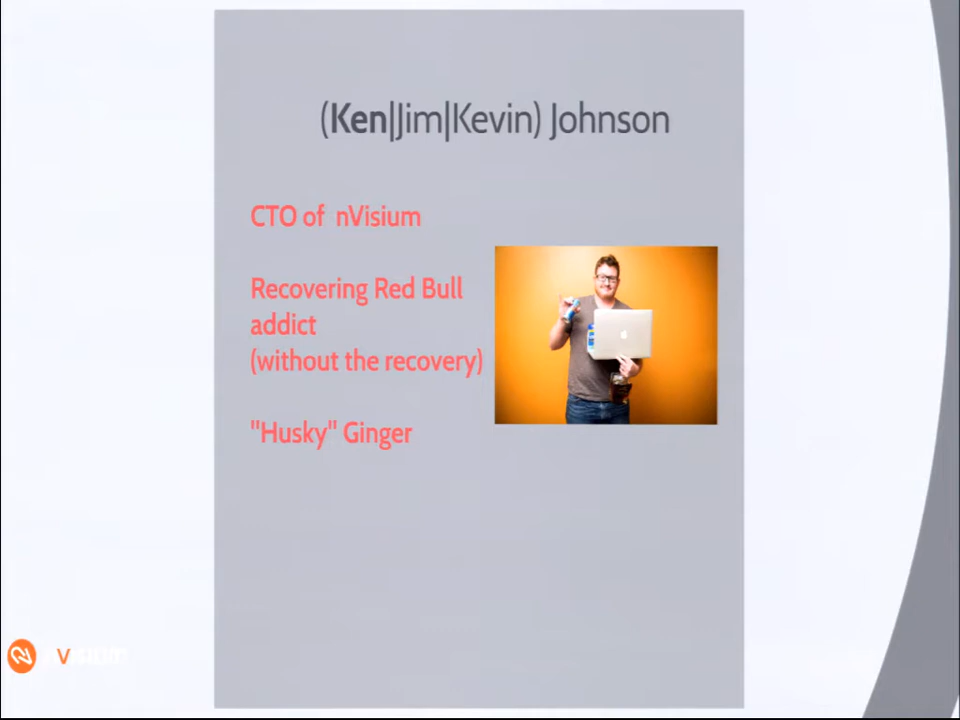 (Ken|Jim|Kevin) Johnson
CTO of nVisium
Recovering Red Bull
addict
(without the recovery)
"Husky" Ginger